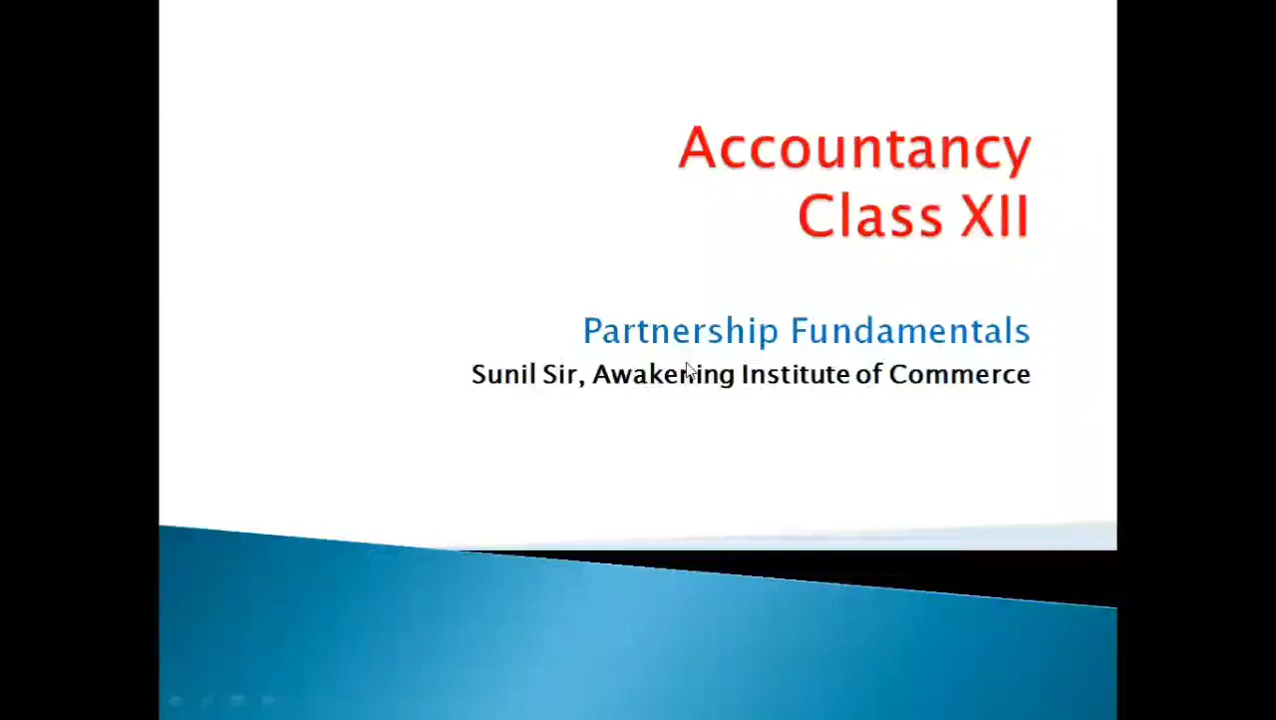 Accountancy
Class XII
Partnership Fundamentals
Sunil Sir, Awakening Institute of Commerce